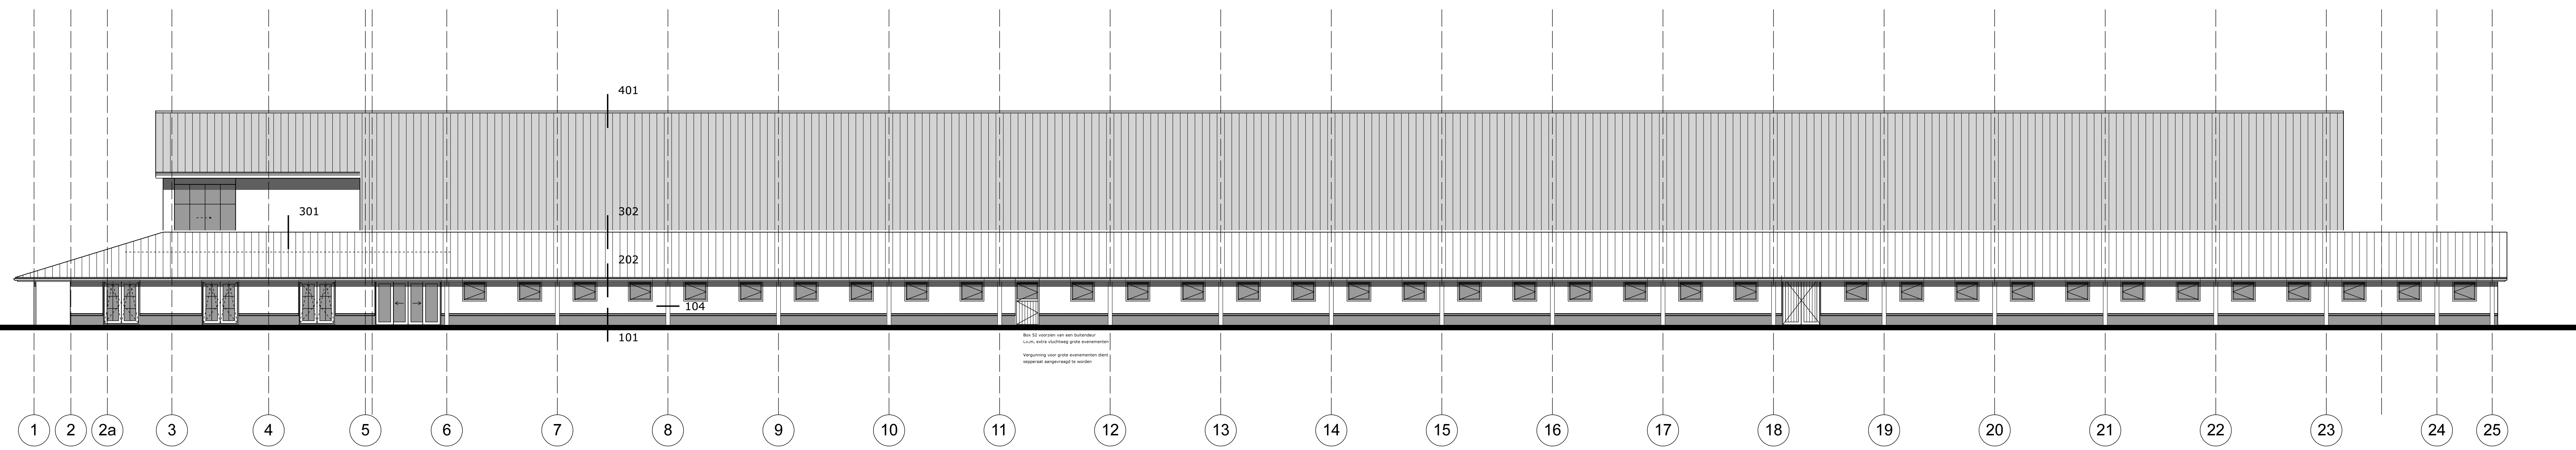 401
301
302
202
104
101
Box 52 voorzien van een buitendeur
i.v.m. extra vluchtweg grote evenementen
Vergunning voor grote evenementen dient
sepperaat aangevraagd te worden
1 2 2a 3 4 5 6 7 8 9 10 11 12 13 14 15 16 17 18 19 20 21 22 23 24 25